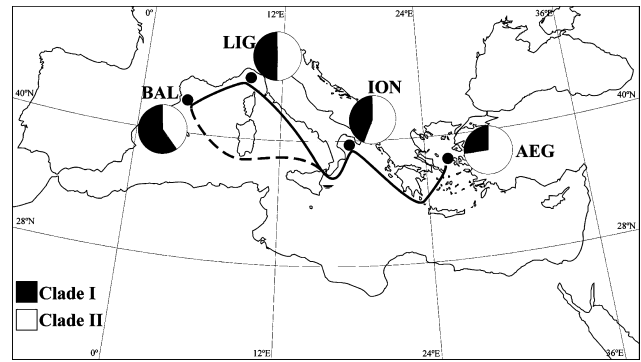 0° 12°E 24°E 36°E
LIG
BAL
ION
AEG
40°N 40°N
28°N 28°N
Clade I
Clade II
0° 12°E 24°E 36°E